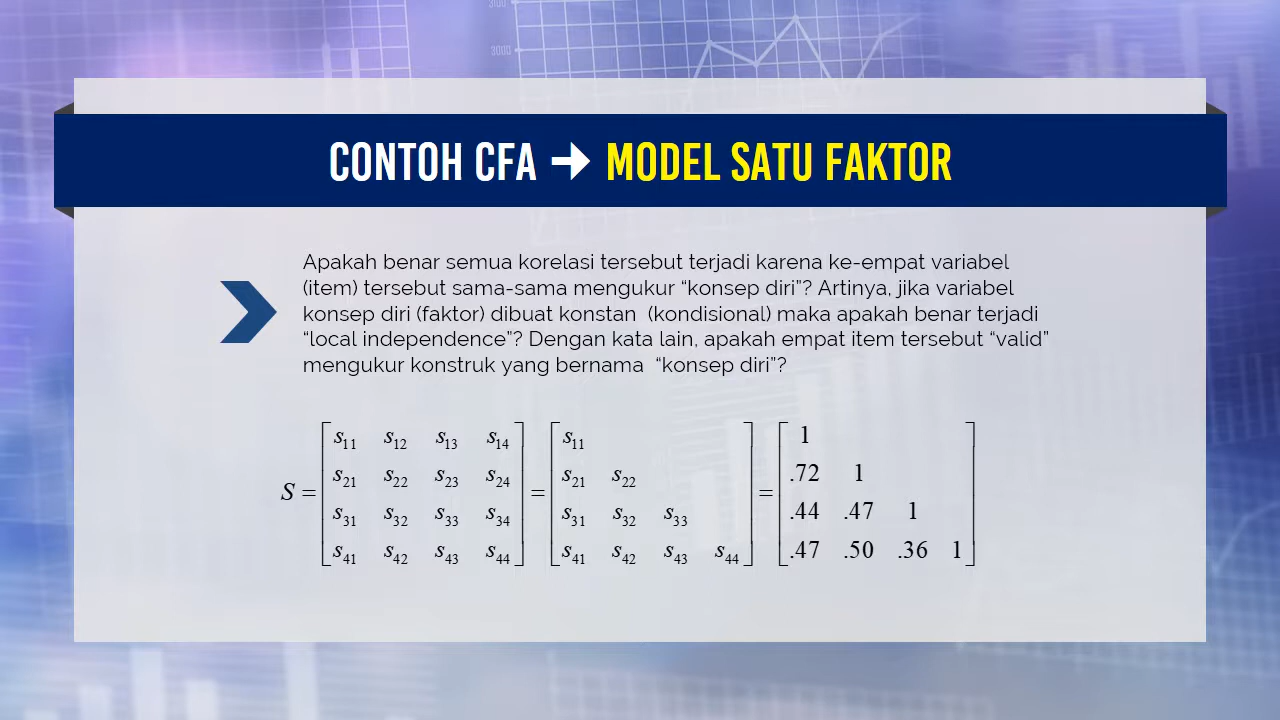 3100
3000
CONTOH CFA ➜ MODEL SATU FAKTOR
Apakah benar semua korelasi tersebut terjadi karena ke-empat variabel
(item) tersebut sama-sama mengukur “konsep diri”? Artinya, jika variabel
konsep diri (faktor) dibuat konstan (kondisional) maka apakah benar terjadi
“local independence”? Dengan kata lain, apakah empat item tersebut “valid”
mengukur konstruk yang bernama “konsep diri”?
s11 s12 s13 s14 s11 1
s21 s22 s23 s24 s21 s22 .72 1
S = = =
s31 s32 s33 s34 s31 s32 s33 .44 .47 1
s41 s42 s43 s44 s41 s42 s43 s44 .47 .50 .36 1